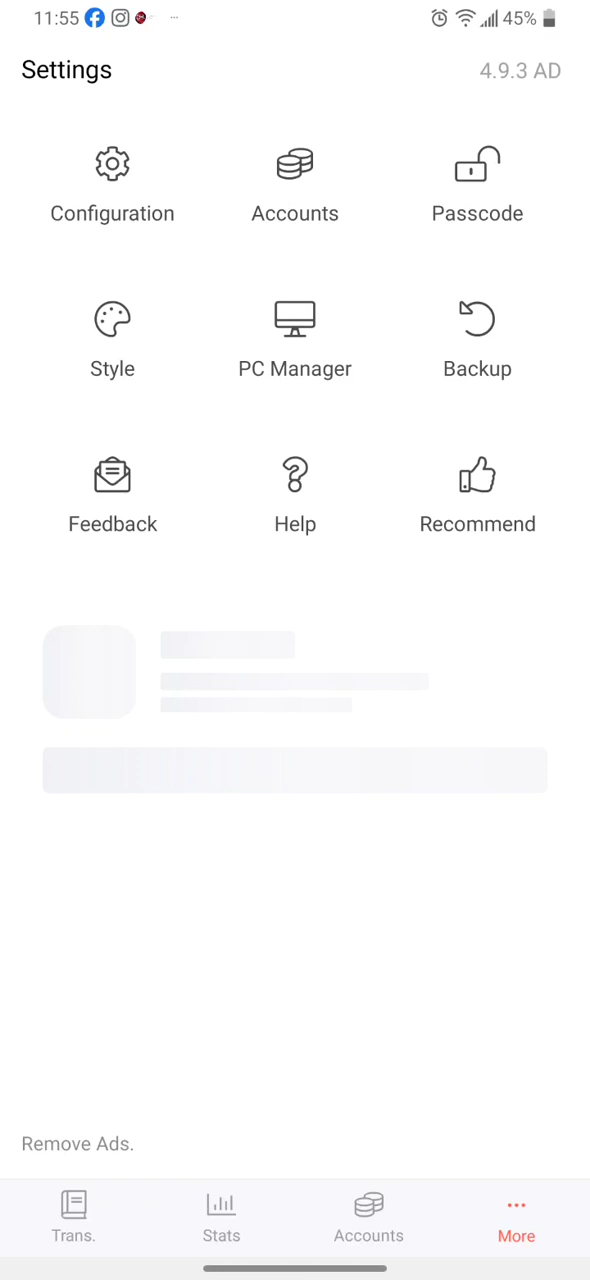 11:55 45%
Settings 4.9.3 AD
Configuration Accounts Passcode
Style PC Manager Backup
Feedback Help Recommend
Remove Ads.
Trans. Stats Accounts More